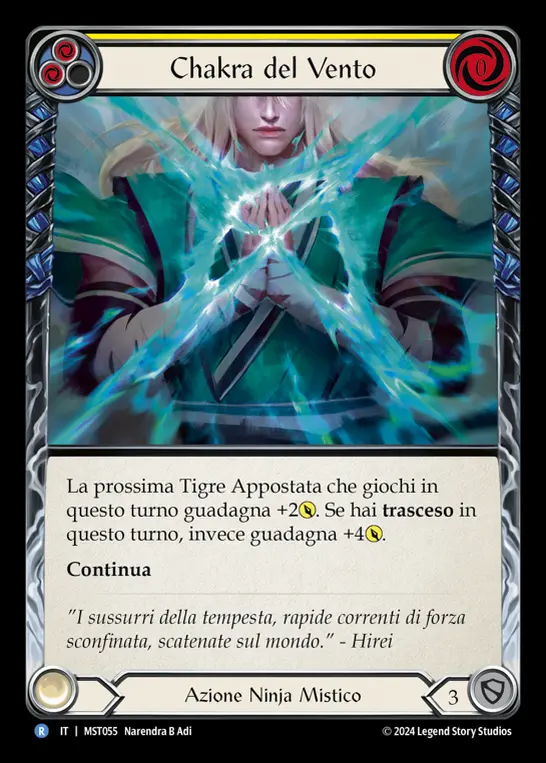 Chakra del Vento
0
La prossima Tigre Appostata che giochi in
questo turno guadagna +2. Se hai trasceso in
questo turno, invece guadagna +4.
Continua
"I sussurri della tempesta, rapide correnti di forza
sconfinata, scatenate sul mondo." - Hirei
Azione Ninja Mistico
3
R IT | MST055 Narendra B Adi
© 2024 Legend Story Studios